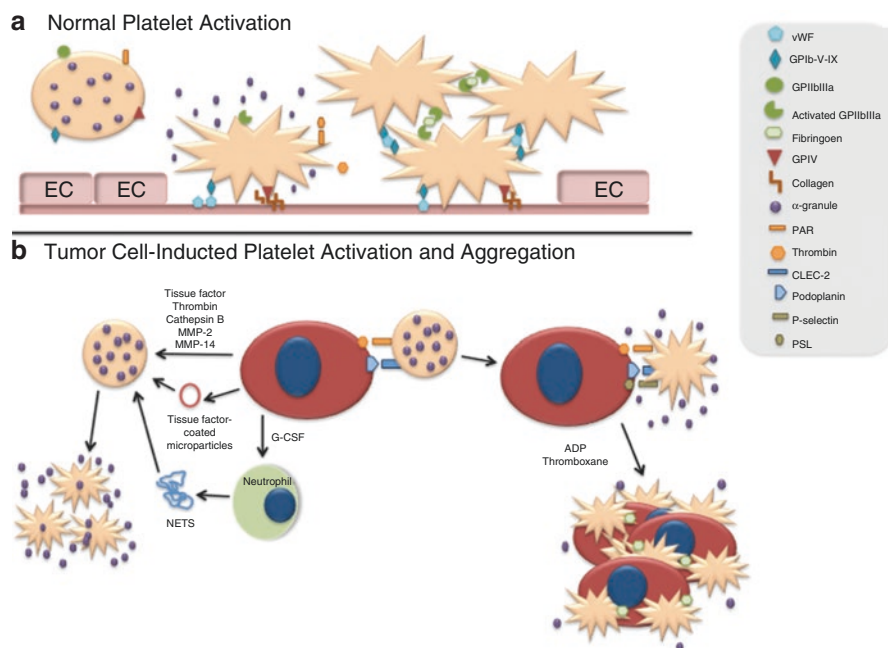 a Normal Platelet Activation
EC
EC
EC
vWF
GPIb-V-IX
GPIIbIIIa
Activated GPIIbIIIa
Fibringoen
GPIV
Collagen
α-granule
PAR
Thrombin
CLEC-2
Podoplanin
P-selectin
PSL
b Tumor Cell-Inducted Platelet Activation and Aggregation
Tissue factor
Thrombin
Cathepsin B
MMP-2
MMP-14
Tissue factor-
coated
microparticles
G-CSF
Neutrophil
NETS
ADP
Thromboxane